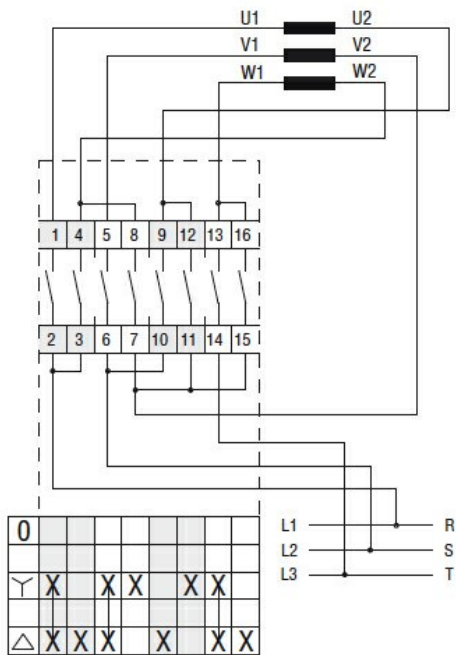 U1 U2
V1 V2
W1 W2
1 4 5 8 9 12 13 16
2 3 6 7 10 11 14 15
L1 R
L2 S
L3 T
0
Y X X X X X
△ X X X X X X